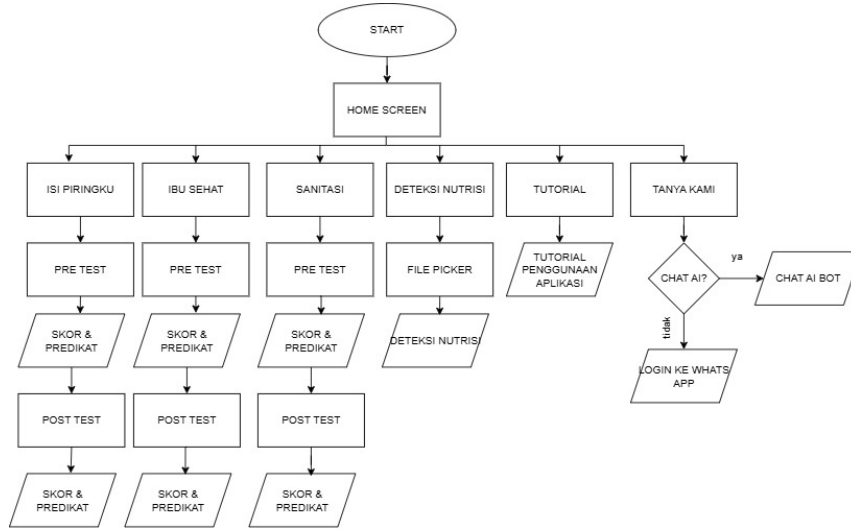 START
HOME SCREEN
ISI PIRINGKU
IBU SEHAT
SANITASI
DETEKSI NUTRISI
TUTORIAL
TANYA KAMI
PRE TEST
PRE TEST
PRE TEST
FILE PICKER
TUTORIAL
PENGGUNAAN
APLIKASI
CHAT AI?
ya
CHAT AI BOT
tidak
SKOR &
PREDIKAT
SKOR &
PREDIKAT
SKOR &
PREDIKAT
DETEKSI NUTRISI
LOGIN KE WHATS
APP
POST TEST
POST TEST
POST TEST
SKOR &
PREDIKAT
SKOR &
PREDIKAT
SKOR &
PREDIKAT